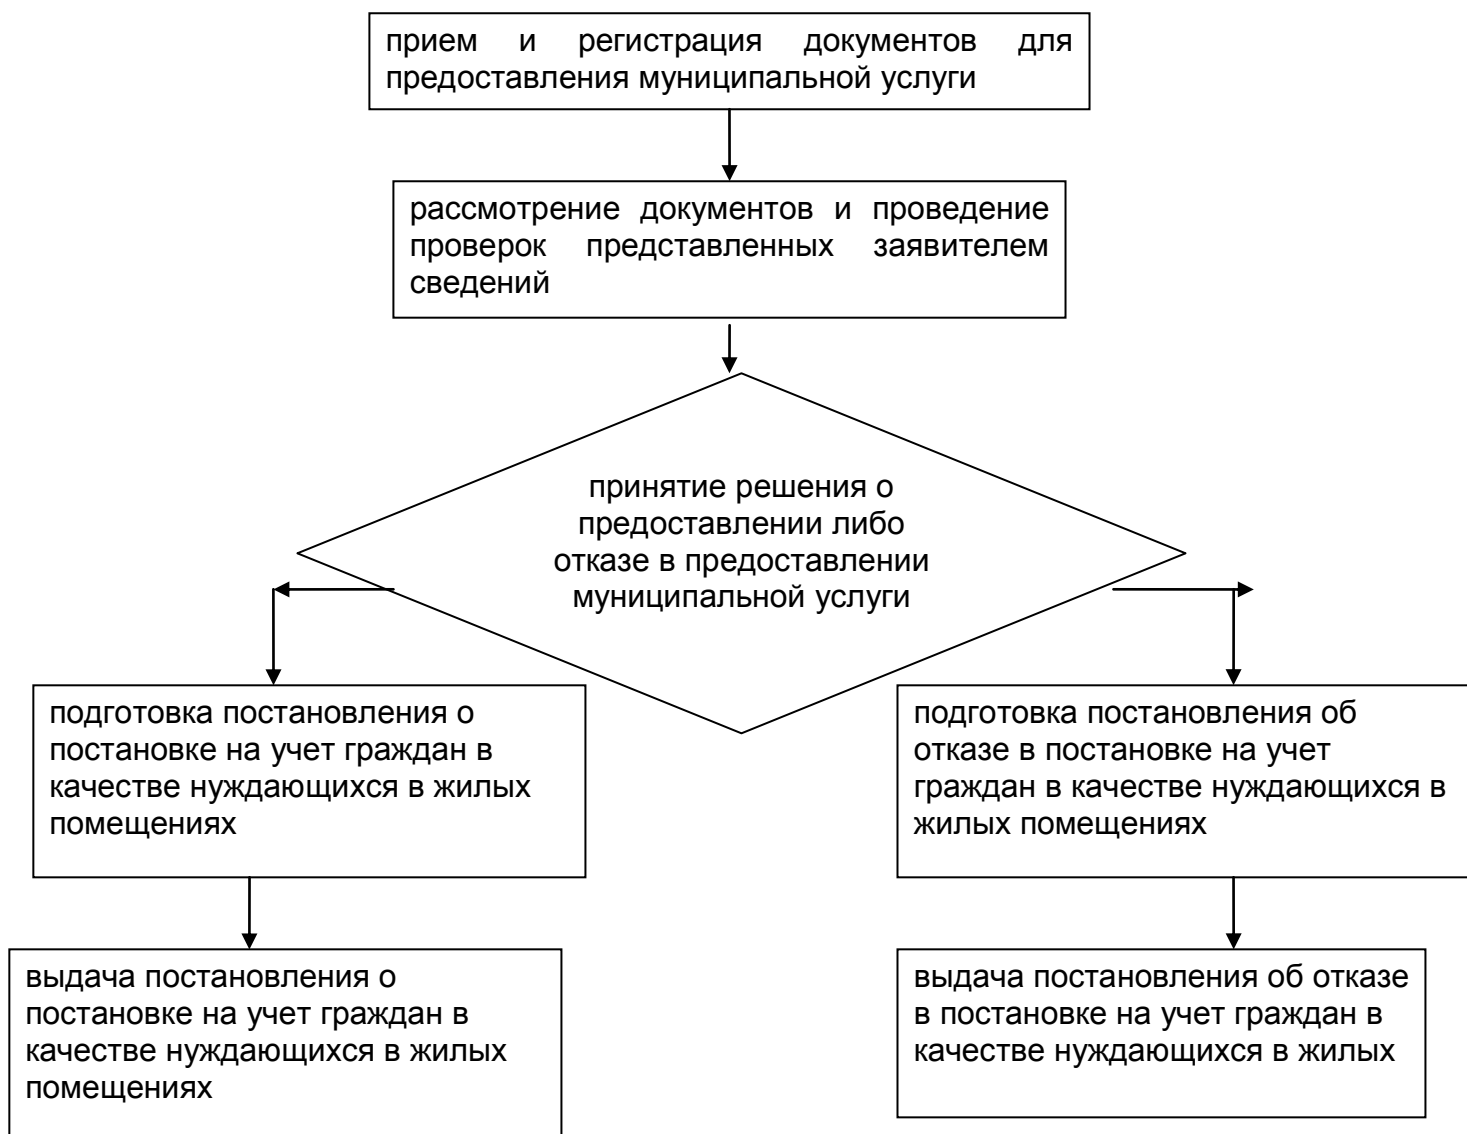 прием и регистрация документов для
предоставления муниципальной услуги
рассмотрение документов и проведение
проверок представленных заявителем
сведений
принятие решения о
предоставлении либо
отказе в предоставлении
муниципальной услуги
подготовка постановления о
постановке на учет граждан в
качестве нуждающихся в жилых
помещениях
подготовка постановления об
отказе в постановке на учет
граждан в качестве нуждающихся в
жилых помещениях
выдача постановления о
постановке на учет граждан в
качестве нуждающихся в жилых
помещениях
выдача постановления об отказе
в постановке на учет граждан в
качестве нуждающихся в жилых